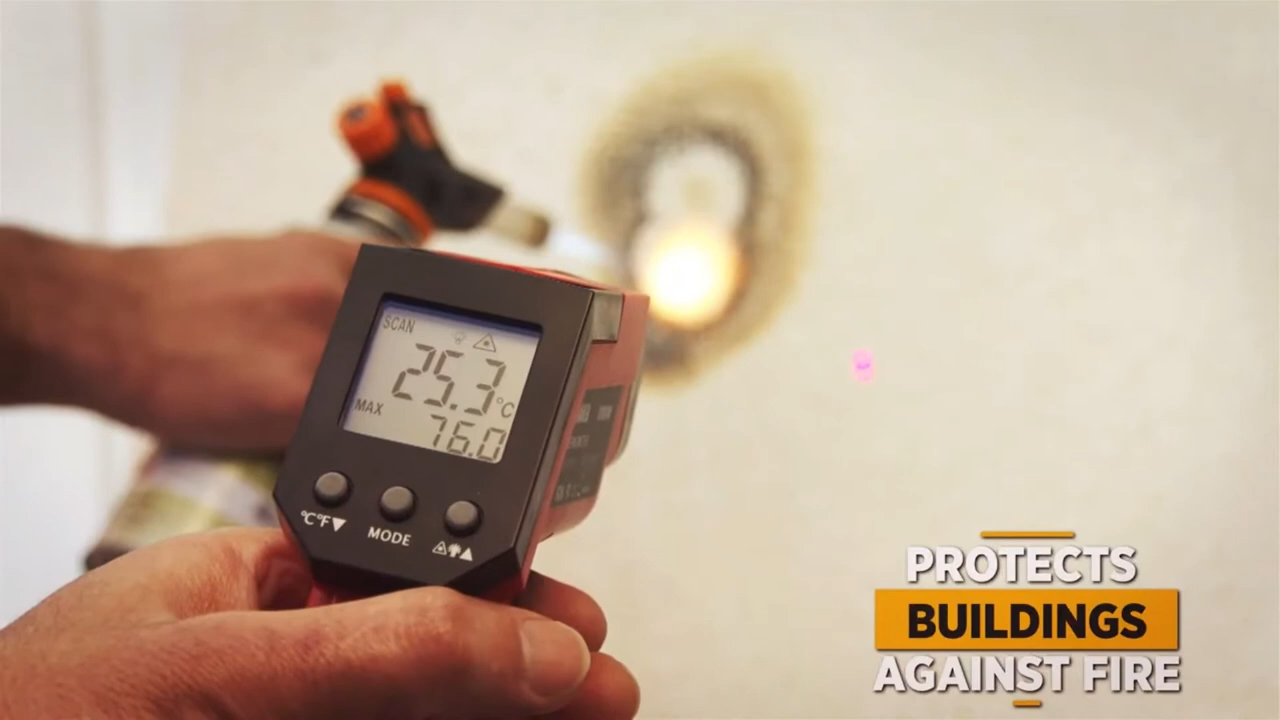 SCAN
25.3°C
MAX
76.0
°C°F▼
MODE
▲
PROTECTS
BUILDINGS
AGAINST FIRE